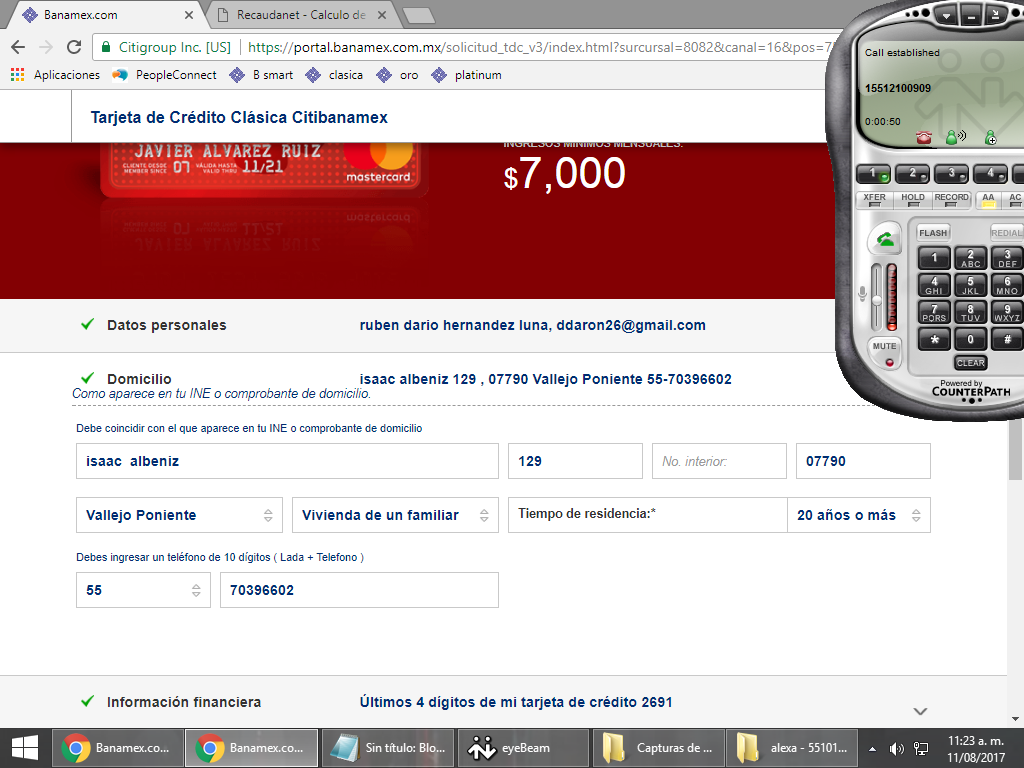 Banamex.com
Recaudanet - Calculo de
Citigroup Inc. [US]
https://portal.banamex.com.mx/solicitud_tdc_v3/index.html?sursursal=8082&canal=16&pos=7
Aplicaciones
PeopleConnect
B smart
clasica
oro
platinum
Tarjeta de Crédito Clásica Citibanamex
JAVIER ALVAREZ RUIZ
CLIENTE DESDE
MEMBER SINCE
07
VALIDA HASTA
VALID THRU
11/21
mastercard.
INGRESOS MÍNIMOS MENSUALES:
$7,000
Datos personales
ruben dario hernandez luna, ddaron26@gmail.com
Domicilio
isaac albeniz 129 , 07790 Vallejo Poniente 55-70396602
Como aparece en tu INE o comprobante de domicilio.
Debe coincidir con el que aparece en tu INE o comprobante de domicilio
isaac albeniz
129
No. interior:
07790
Vallejo Poniente
Vivienda de un familiar
Tiempo de residencia:*
20 años o más
Debes ingresar un teléfono de 10 dígitos ( Lada + Telefono )
55
70396602
Información financiera
Últimos 4 dígitos de mi tarjeta de crédito 2691
Call established
15512100909
0:00:50
1
2
3
4
XFER
HOLD
RECORD
AA
AC
FLASH
REDIAL
1
2 ABC
3 DEF
4 GHI
5 JKL
6 MNO
7 PQRS
8 TUV
9 WXYZ
*
0
#
MUTE
CLEAR
Powered by
COUNTERPATH
Banamex.co...
Banamex.co...
Sin título: Blo...
eyeBeam
Capturas de ...
alexa - 55101...
11:23 a. m.
11/08/2017